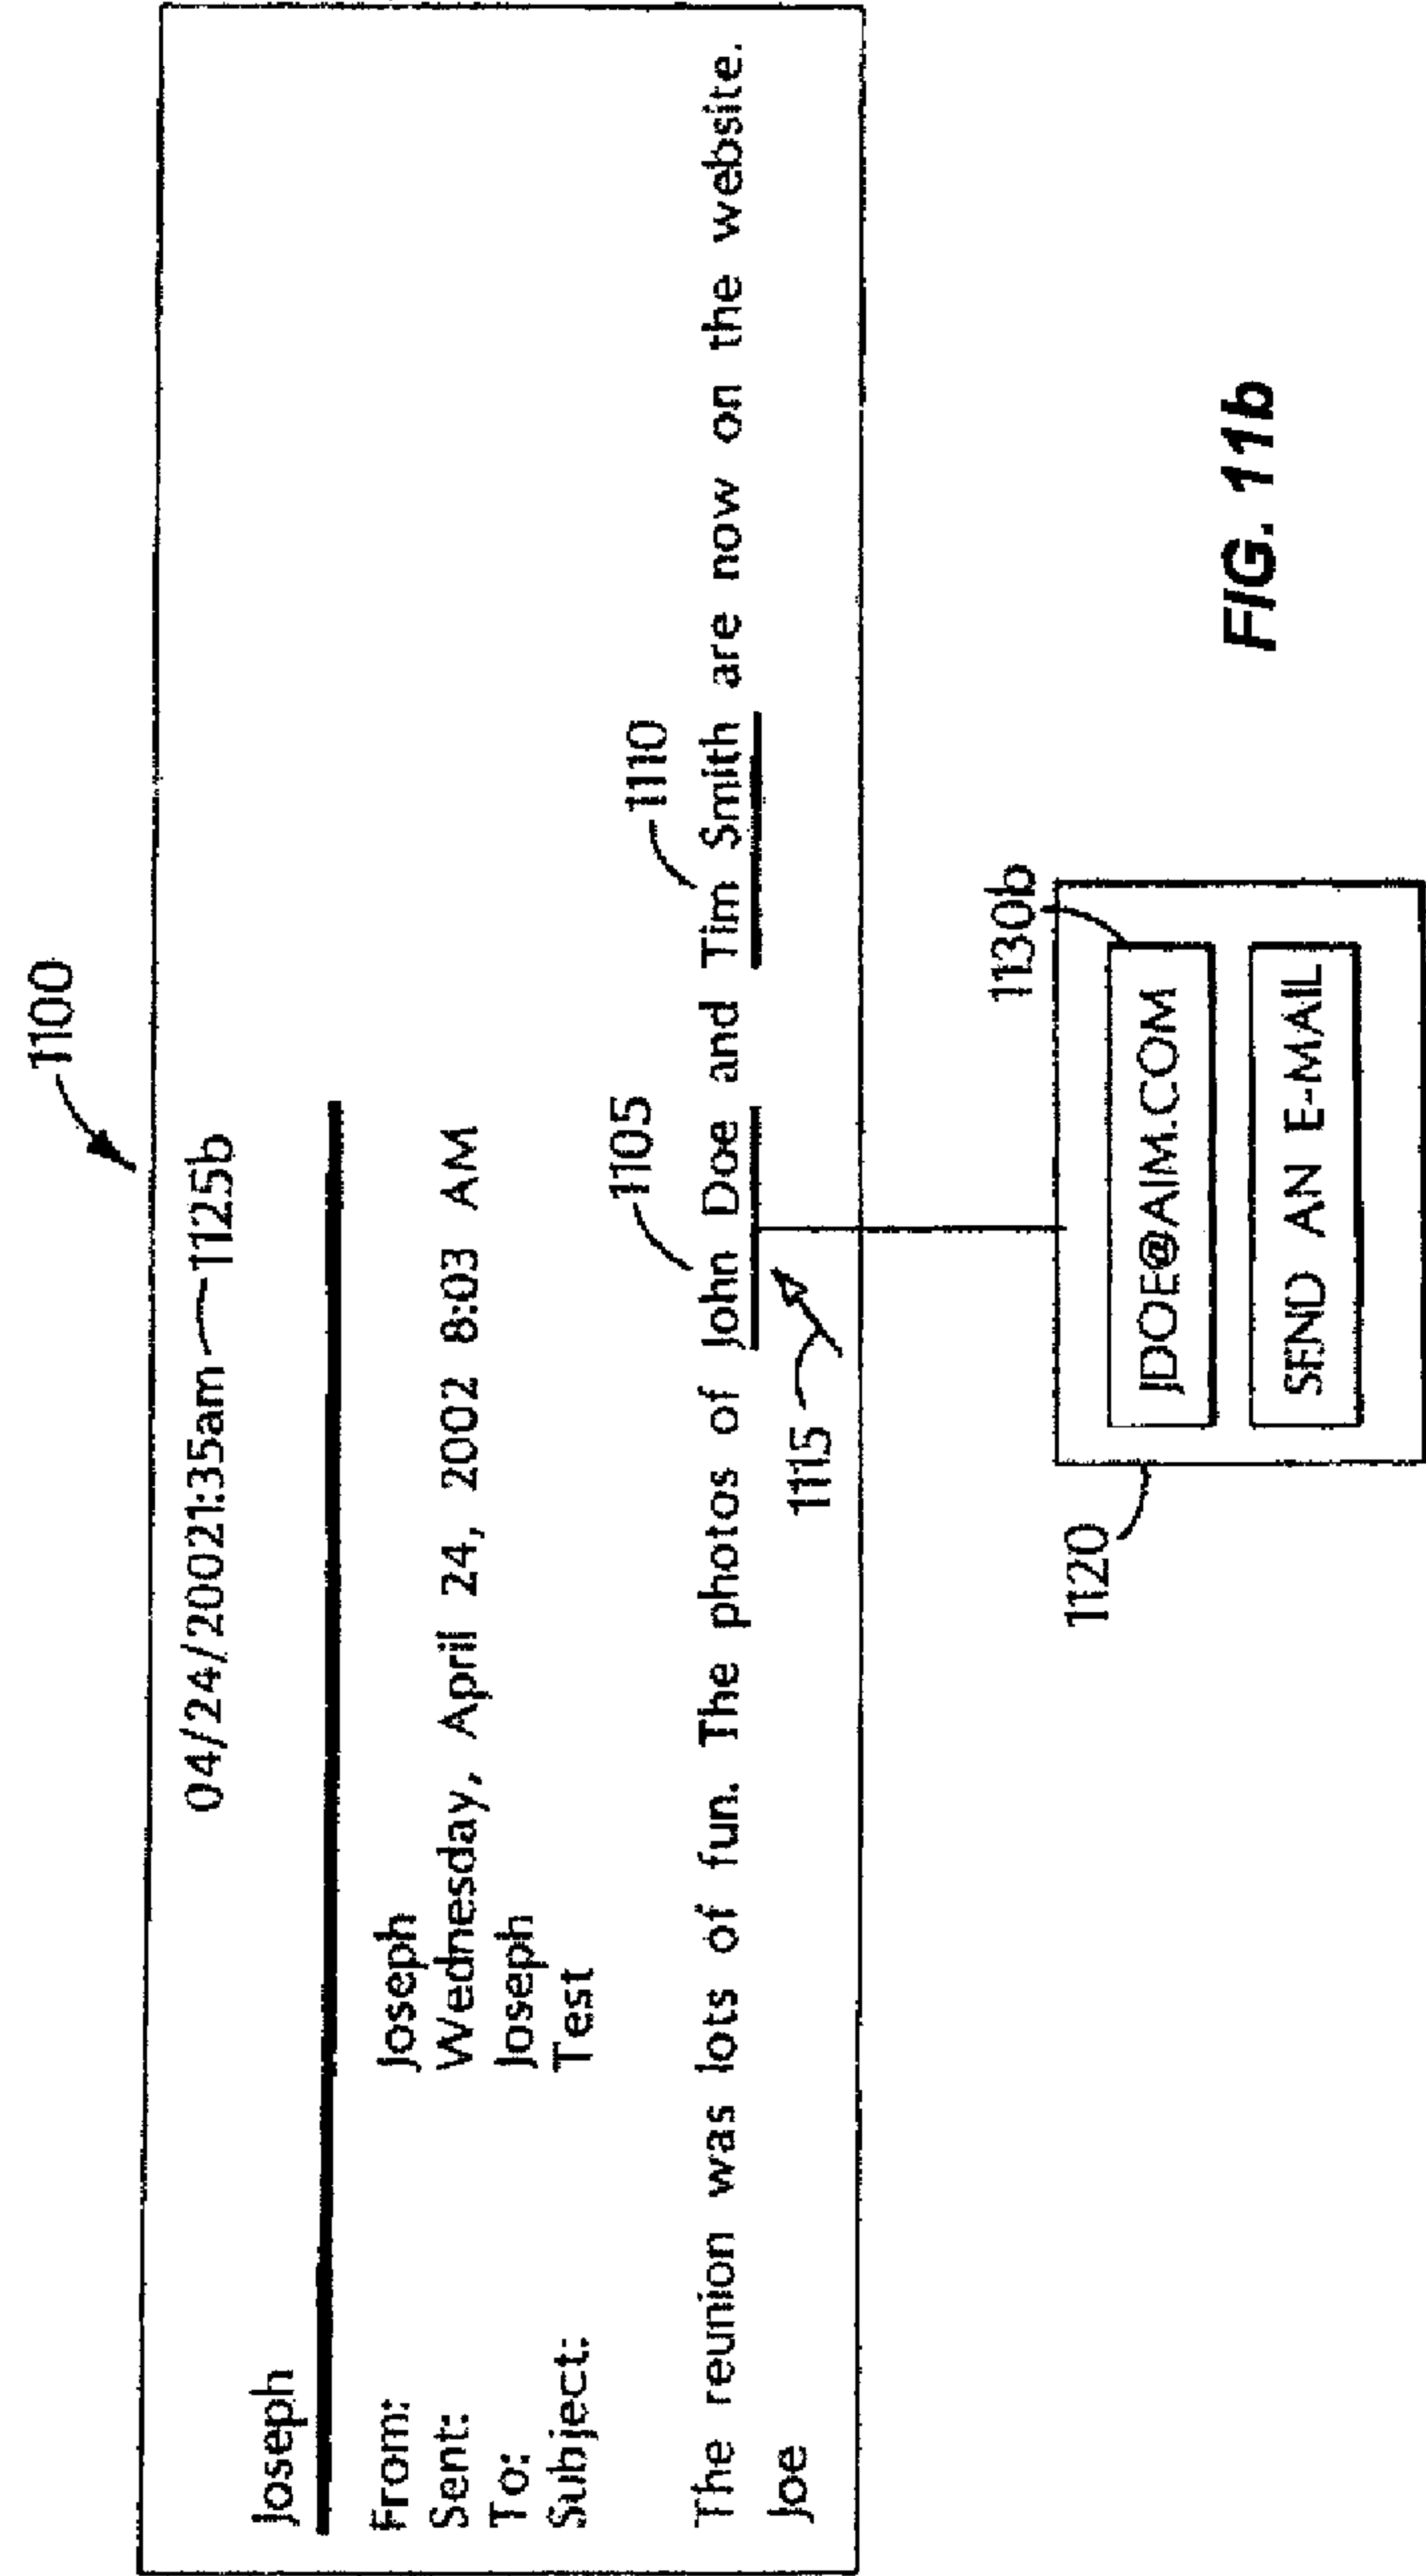 1100
04/24/20021:35am 1125b
Joseph
From: Joseph
Sent: Wednesday, April 24, 2002 8:03 AM
To: Joseph
Subject: Test
1105
1110
The reunion was lots of fun. The photos of John Doe and Tim Smith are now on the website.
Joe
1115
1130b
1120
JDOE@AIM.COM
SEND AN E-MAIL
FIG. 11b